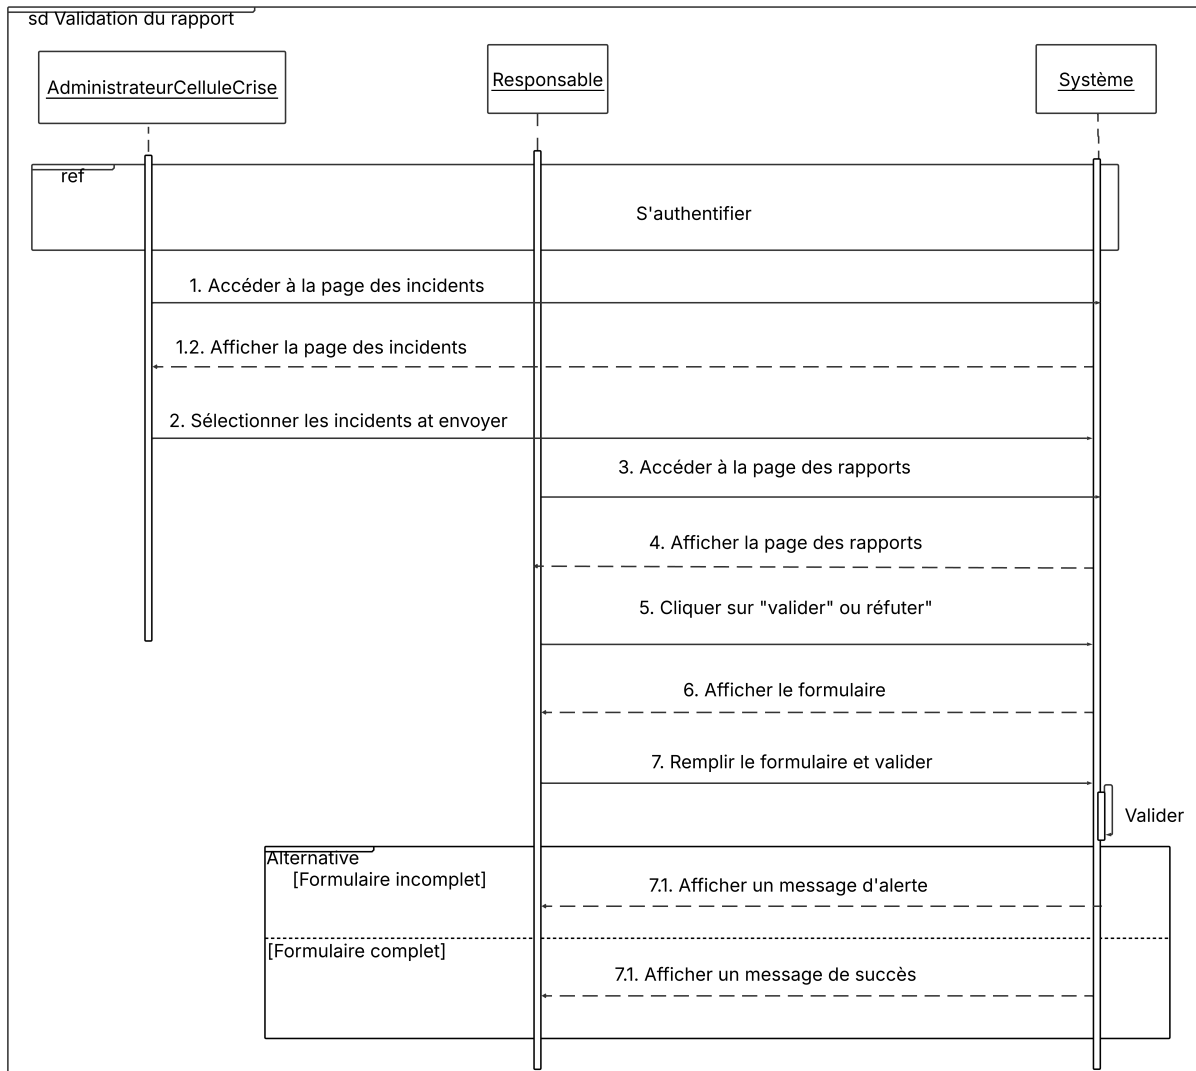 sd Validation du rapport
AdministrateurCelluleCrise
Responsable
Système
ref
S'authentifier
1. Accéder à la page des incidents
1.2. Afficher la page des incidents
2. Sélectionner les incidents at envoyer
3. Accéder à la page des rapports
4. Afficher la page des rapports
5. Cliquer sur "valider" ou réfuter"
6. Afficher le formulaire
7. Remplir le formulaire et valider
Valider
Alternative
[Formulaire incomplet]
7.1. Afficher un message d'alerte
[Formulaire complet]
7.1. Afficher un message de succès